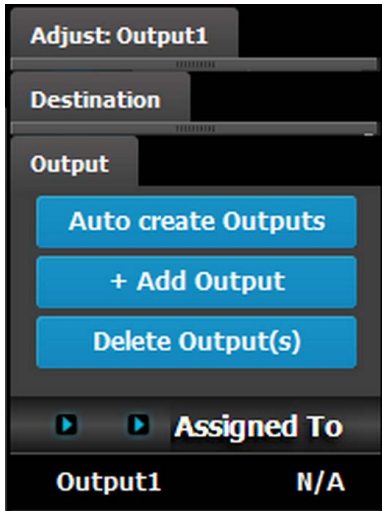 Adjust: Output1
Destination
Output
Auto create Outputs
+ Add Output
Delete Output(s)
Assigned To
Output1 N/A